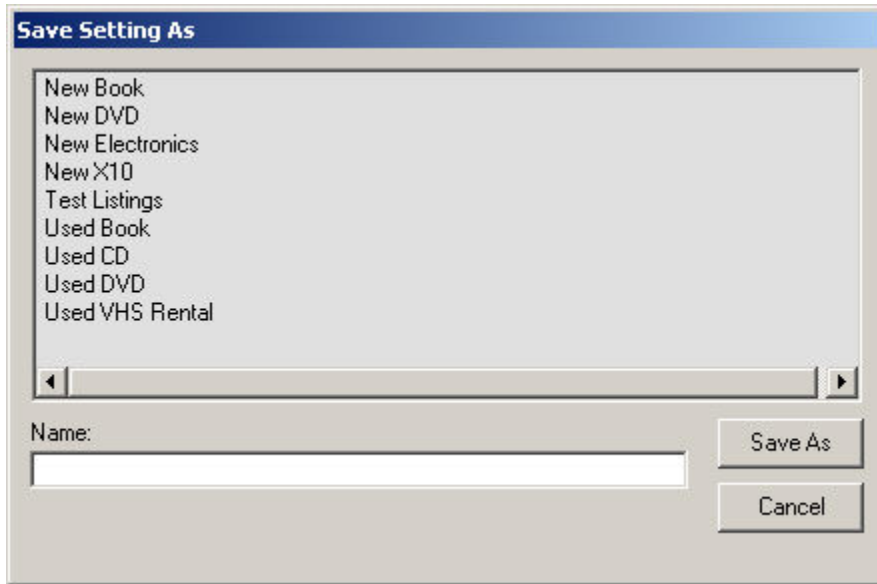 Save Setting As
New Book
New DVD
New Electronics
New X10
Test Listings
Used Book
Used CD
Used DVD
Used VHS Rental
Name:
Save As
Cancel